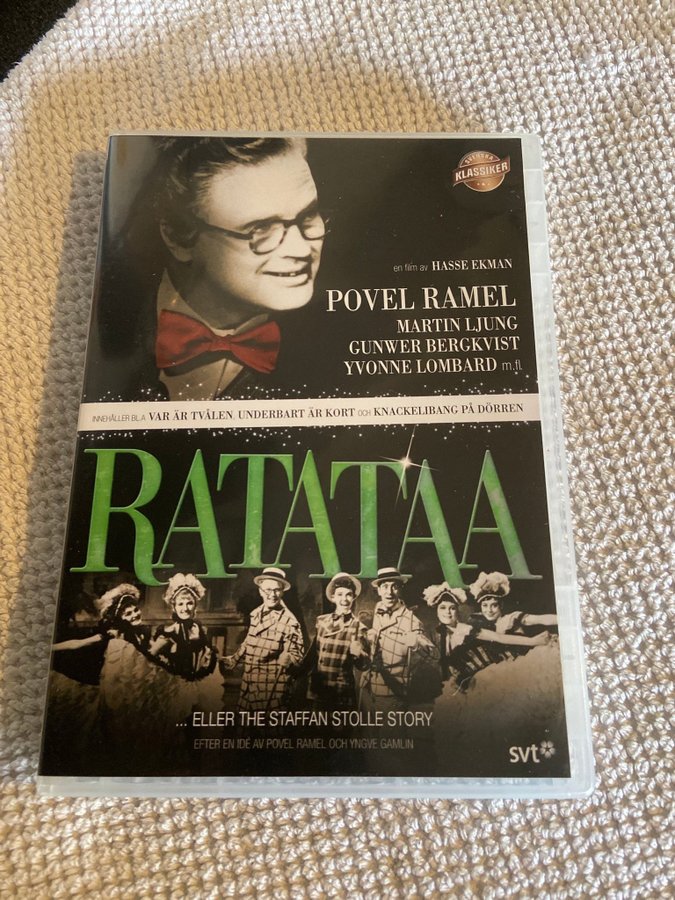 SVENSKA
KLASSIKER
en film av HASSE EKMAN
POVEL RAMEL
MARTIN LJUNG
GUNWER BERGKVIST
YVONNE LOMBARD m.fl.
INNEHÅLLER BL.A VAR ÄR TVÅLEN, UNDERBART ÄR KORT OCH KNACKELIBANG PÅ DÖRREN
RATATAA
... ELLER THE STAFFAN STOLLE STORY
EFTER EN IDÉ AV POVEL RAMEL OCH YNGVE GAMLIN
svt